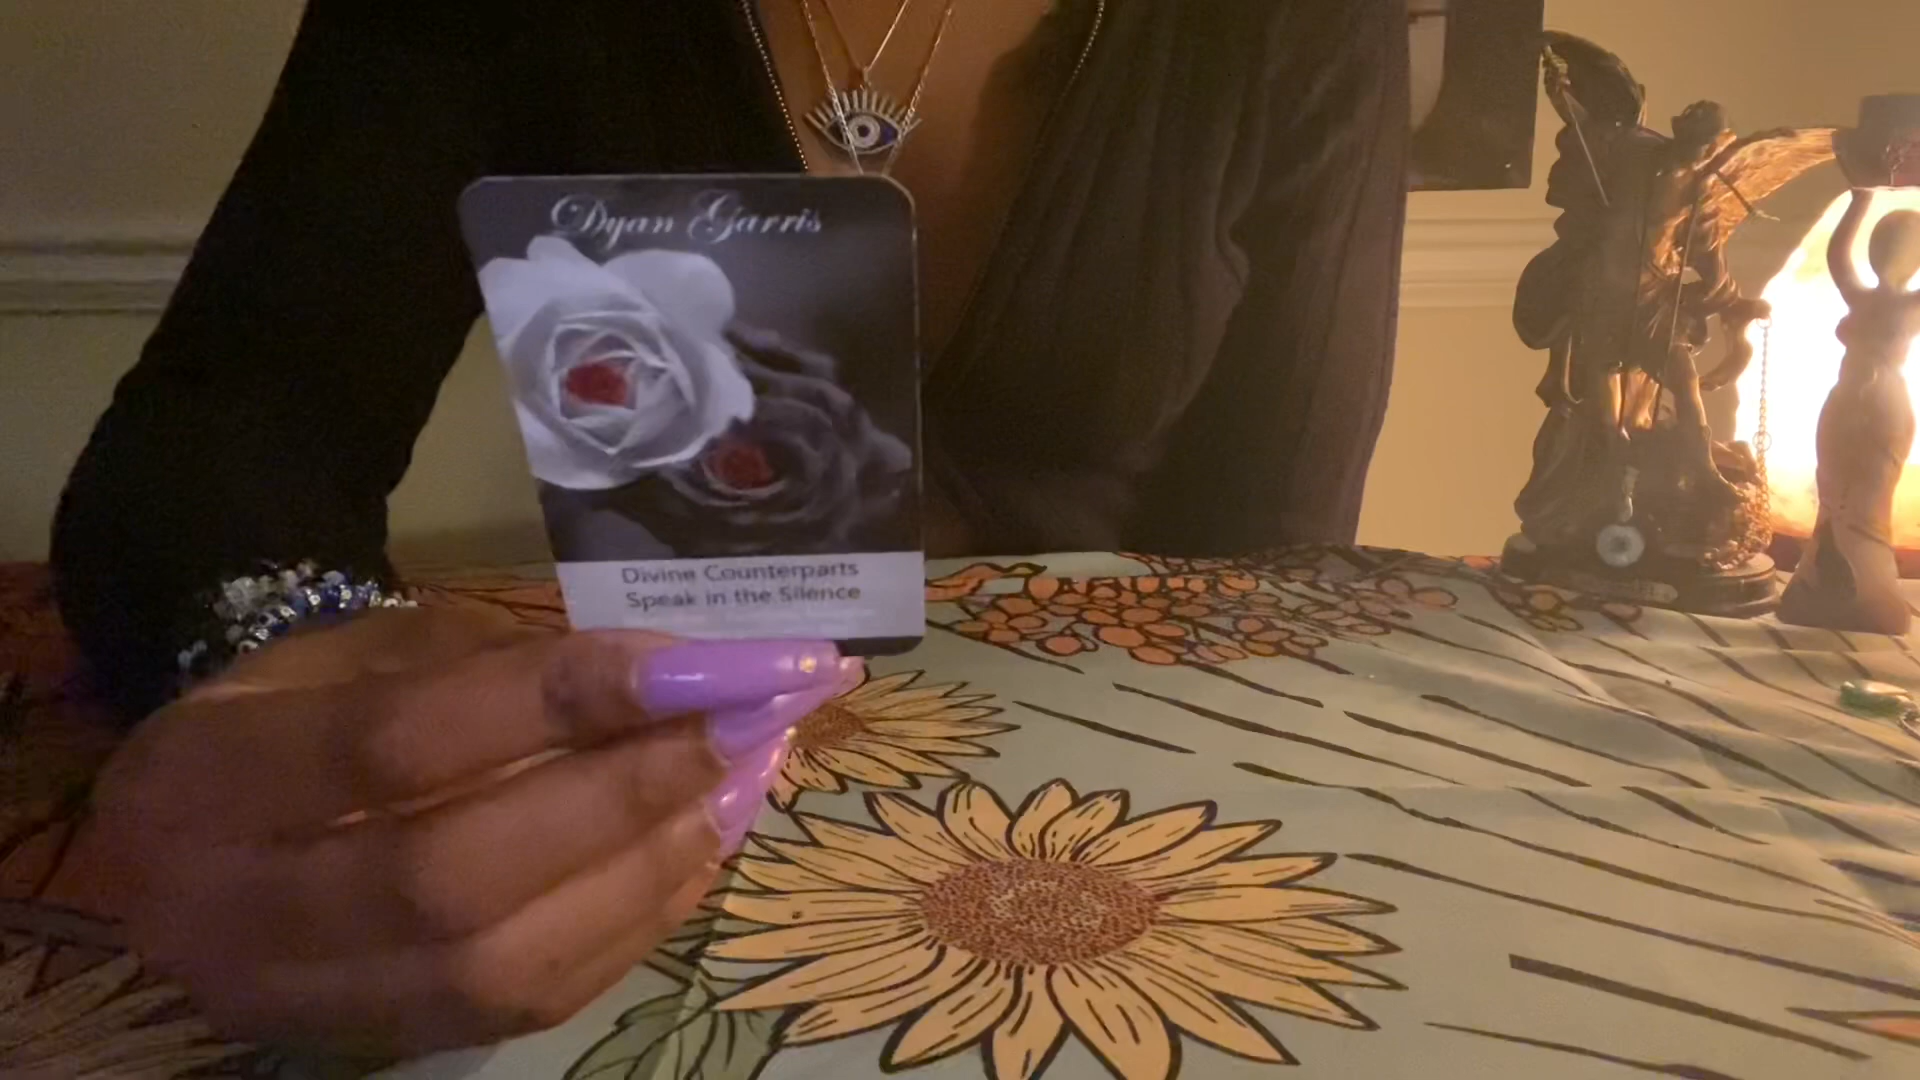 Dyan Garris
Divine Counterparts
Speak in the Silence